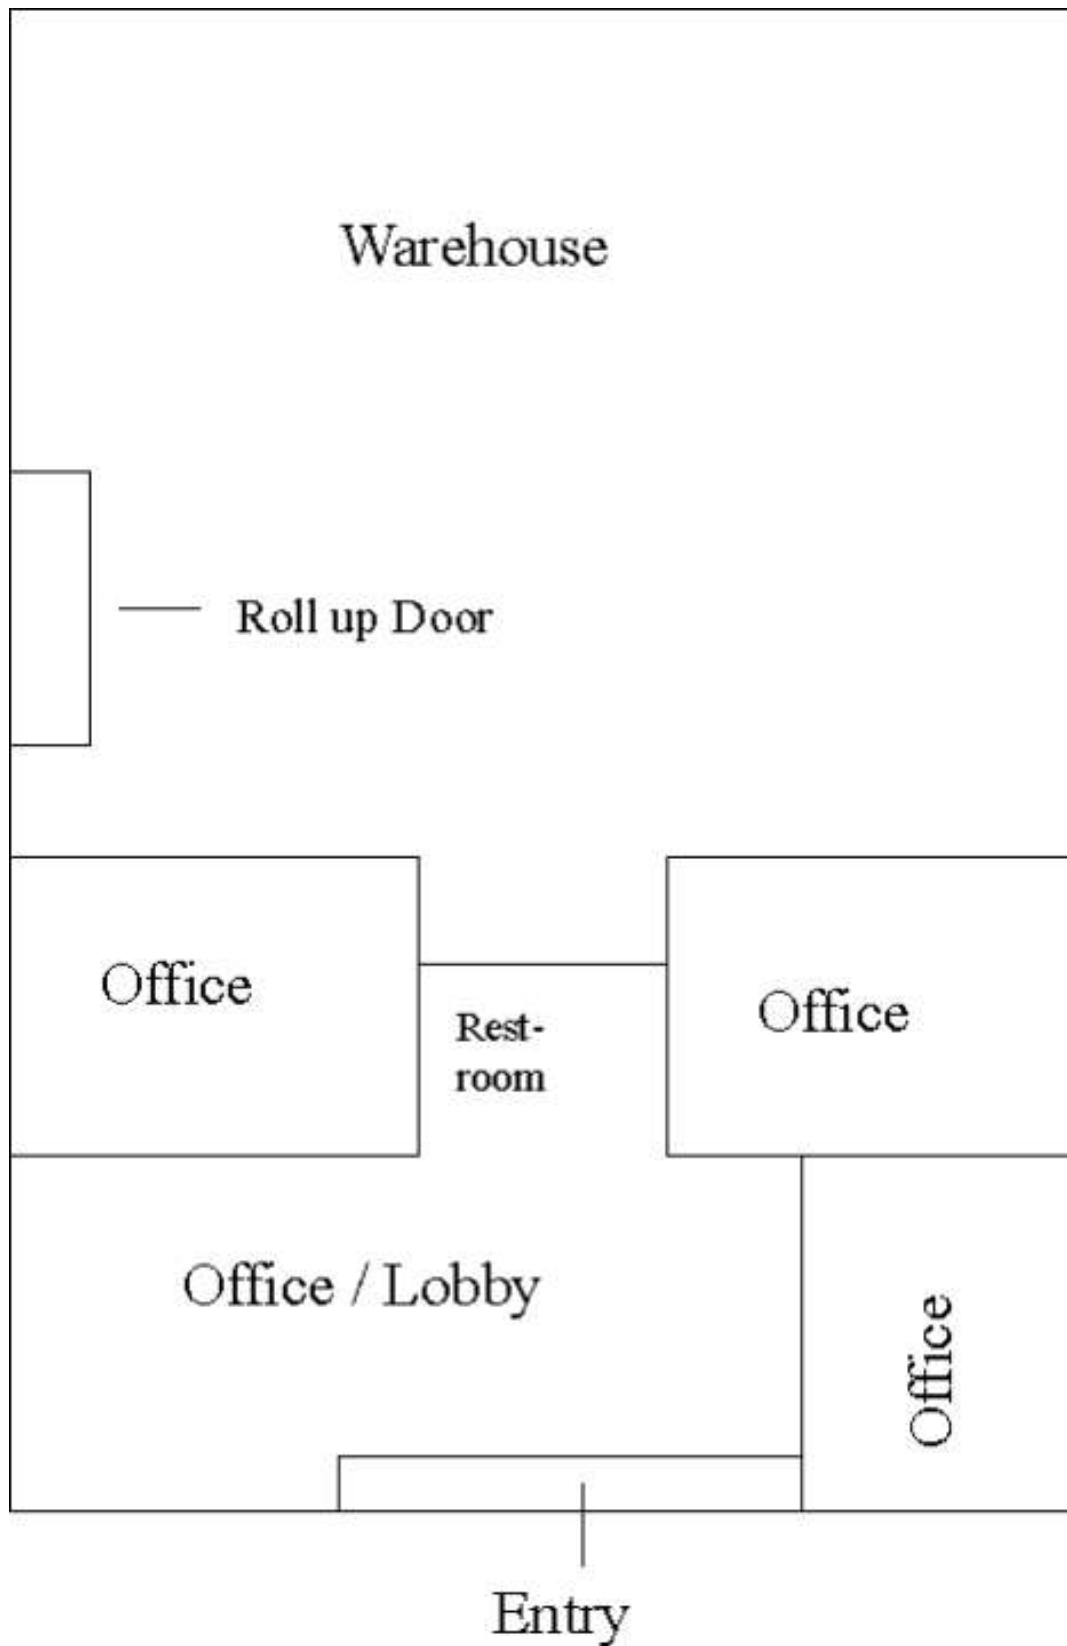 Warehouse
Roll up Door
Office
Office
Rest-
room
Office / Lobby
Office
Entry